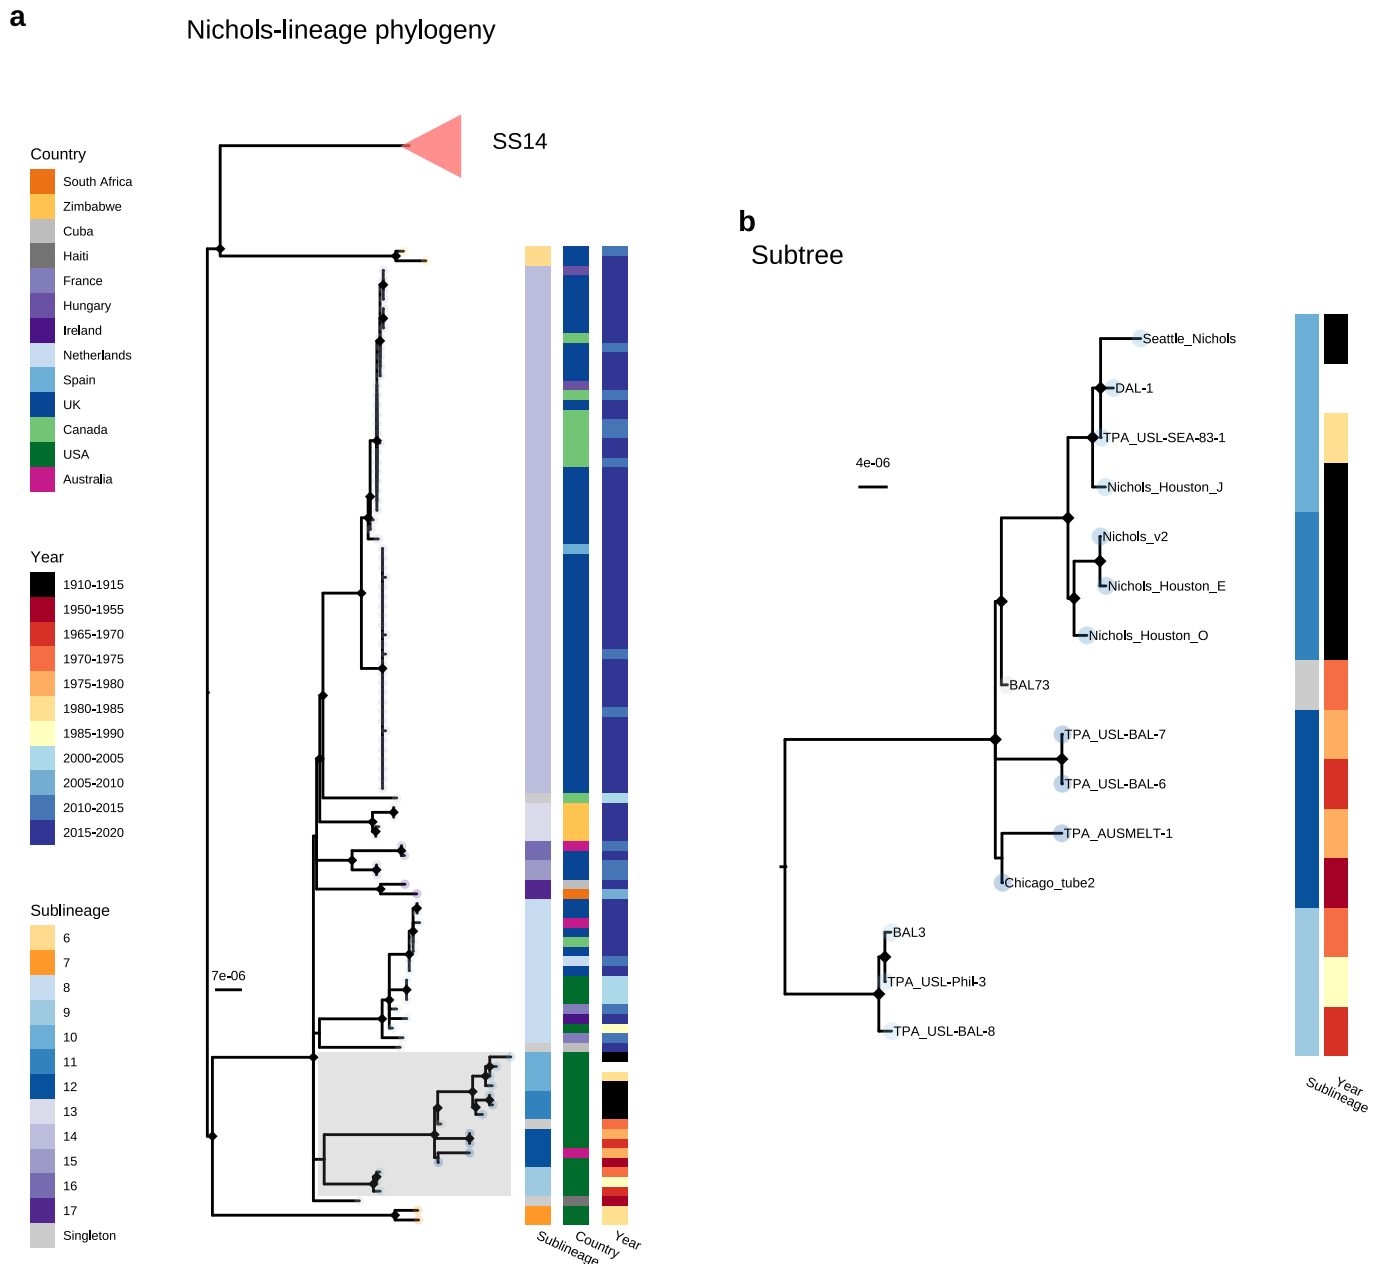 a
Nichols-lineage phylogeny
SS14
Country
South Africa
Zimbabwe
Cuba
Haiti
France
Hungary
Ireland
Netherlands
Spain
UK
Canada
USA
Australia
Year
1910-1915
1950-1955
1965-1970
1970-1975
1975-1980
1980-1985
1985-1990
2000-2005
2005-2010
2010-2015
2015-2020
Sublineage
6
7
8
9
10
11
12
13
14
15
16
17
Singleton
7e-06
Sublineage
Country
Year
b
Subtree
4e-06
Seattle_Nichols
DAL-1
TPA_USL-SEA-83-1
Nichols_Houston_J
Nichols_v2
Nichols_Houston_E
Nichols_Houston_O
BAL73
TPA_USL-BAL-7
TPA_USL-BAL-6
TPA_AUSMELT-1
Chicago_tube2
BAL3
TPA_USL-Phil-3
TPA_USL-BAL-8
Sublineage
Year